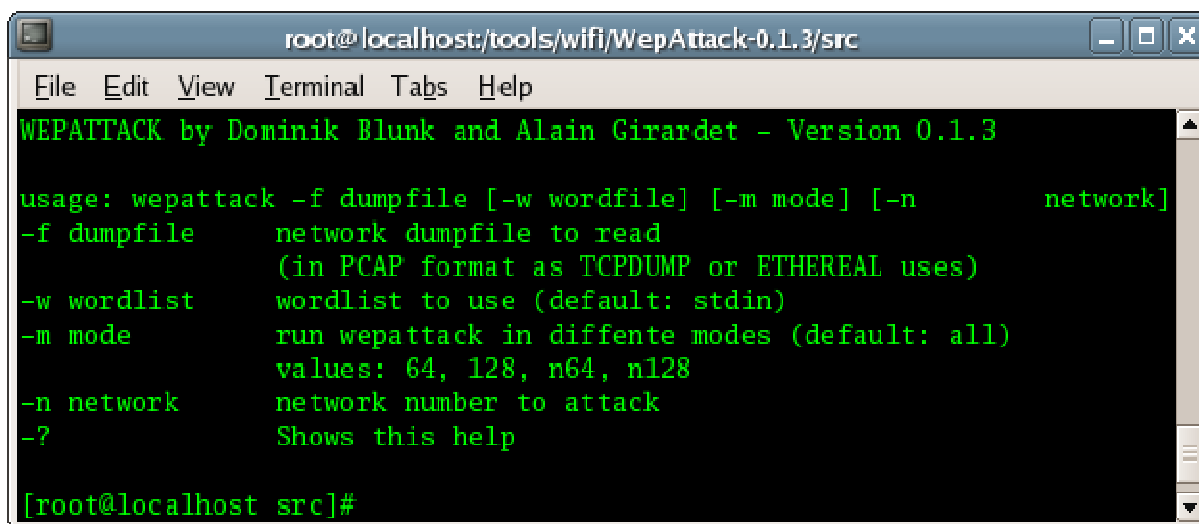 root@localhost:/tools/wifi/WepAttack-0.1.3/src
File Edit View Terminal Tabs Help
WEPATTACK by Dominik Blunk and Alain Girardet - Version 0.1.3
usage: wepattack -f dumpfile [-w wordfile] [-m mode] [-n network]
-f dumpfile network dumpfile to read
(in PCAP format as TCPDUMP or ETHEREAL uses)
-w wordlist wordlist to use (default: stdin)
-m mode run wepattack in diffente modes (default: all)
values: 64, 128, n64, n128
-n network network number to attack
-? Shows this help
[root@localhost src]#